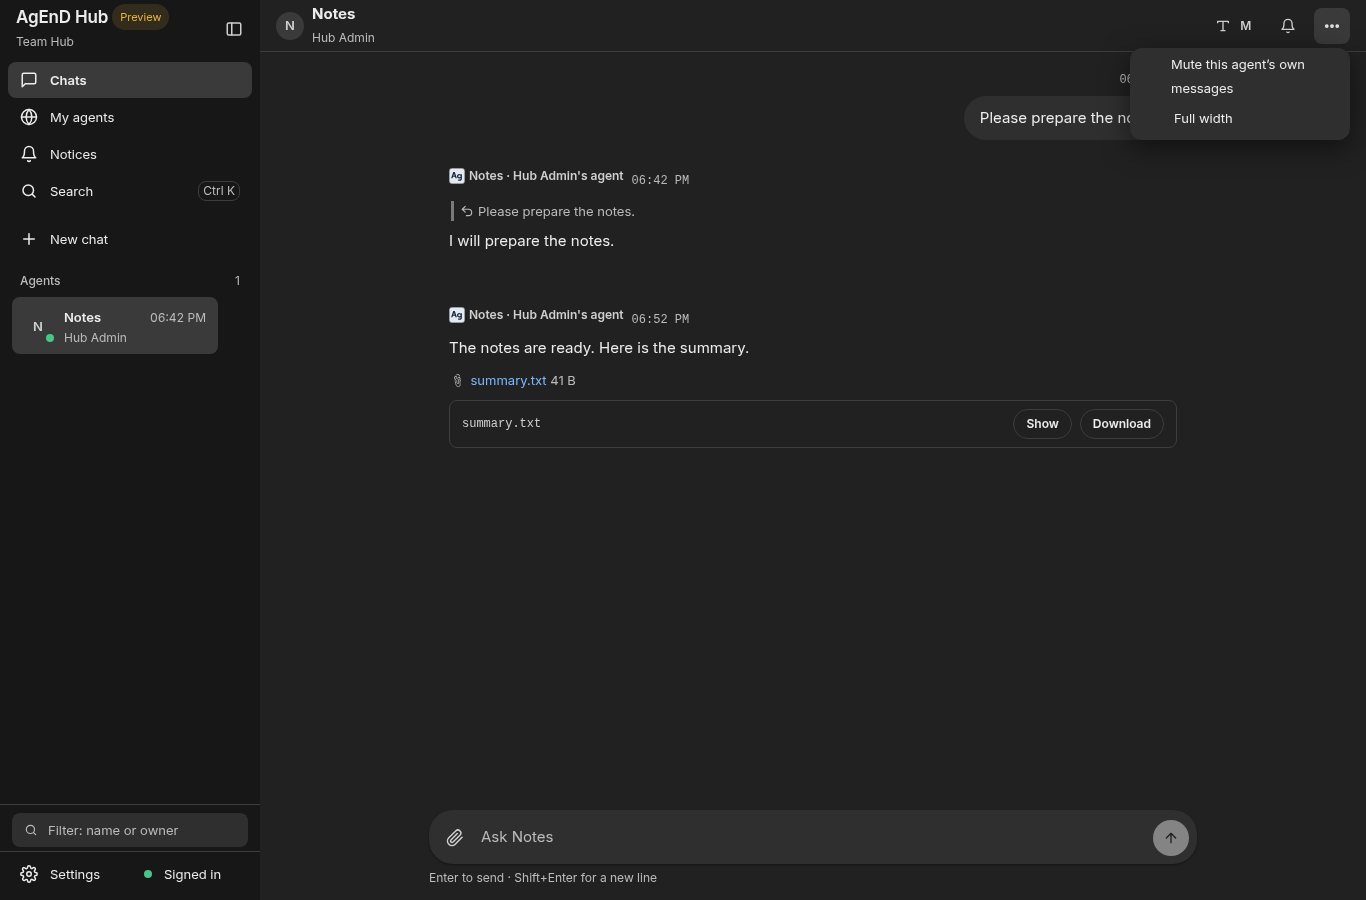 AgEnD Hub Preview
Team Hub
Chats
My agents
Notices
Search Ctrl K
New chat
Agents 1
N Notes 06:42 PM
Hub Admin
Filter: name or owner
Settings Signed in
N Notes
Hub Admin
T M
Mute this agent’s own
messages
Full width
06
Please prepare the no
Ag Notes · Hub Admin's agent 06:42 PM
Please prepare the notes.
I will prepare the notes.
Ag Notes · Hub Admin's agent 06:52 PM
The notes are ready. Here is the summary.
summary.txt 41 B
summary.txt Show Download
Ask Notes
Enter to send · Shift+Enter for a new line